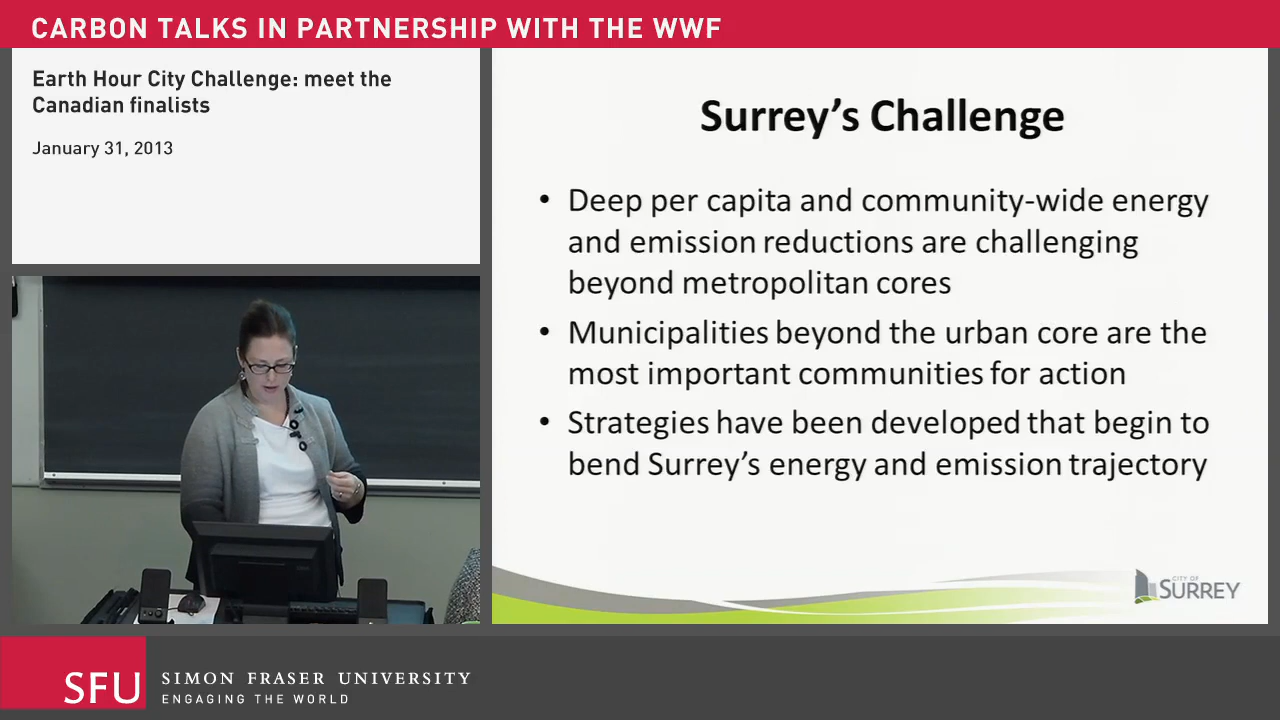 CARBON TALKS IN PARTNERSHIP WITH THE WWF
Earth Hour City Challenge: meet the
Canadian finalists
January 31, 2013
Surrey's Challenge
• Deep per capita and community-wide energy
and emission reductions are challenging
beyond metropolitan cores
• Municipalities beyond the urban core are the
most important communities for action
• Strategies have been developed that begin to
bend Surrey's energy and emission trajectory
CITY OF
SURREY
SFU
SIMON FRASER UNIVERSITY
ENGAGING THE WORLD